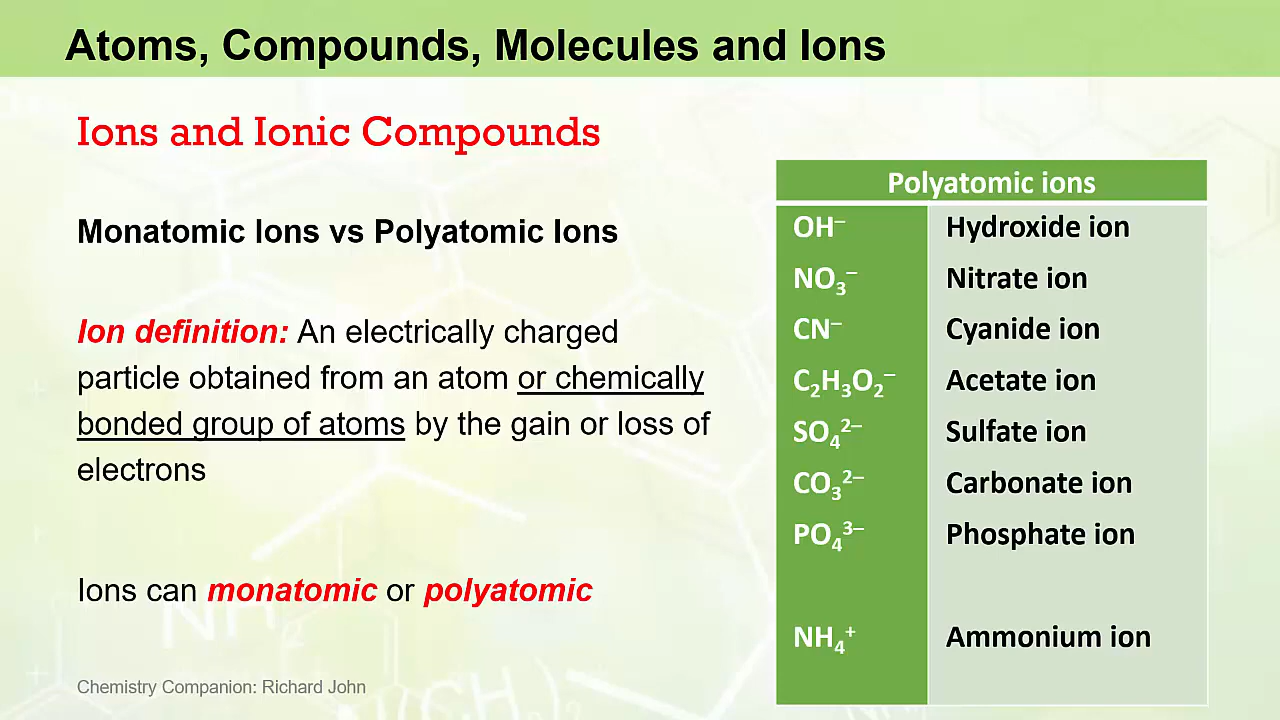 Atoms, Compounds, Molecules and Ions
Ions and Ionic Compounds
Monatomic Ions vs Polyatomic Ions
Ion definition: An electrically charged
particle obtained from an atom or chemically
bonded group of atoms by the gain or loss of
electrons
Ions can monatomic or polyatomic
Chemistry Companion: Richard John
Polyatomic ions
OH⁻ Hydroxide ion
NO₃⁻ Nitrate ion
CN⁻ Cyanide ion
C₂H₃O₂⁻ Acetate ion
SO₄²⁻ Sulfate ion
CO₃²⁻ Carbonate ion
PO₄³⁻ Phosphate ion
NH₄⁺ Ammonium ion